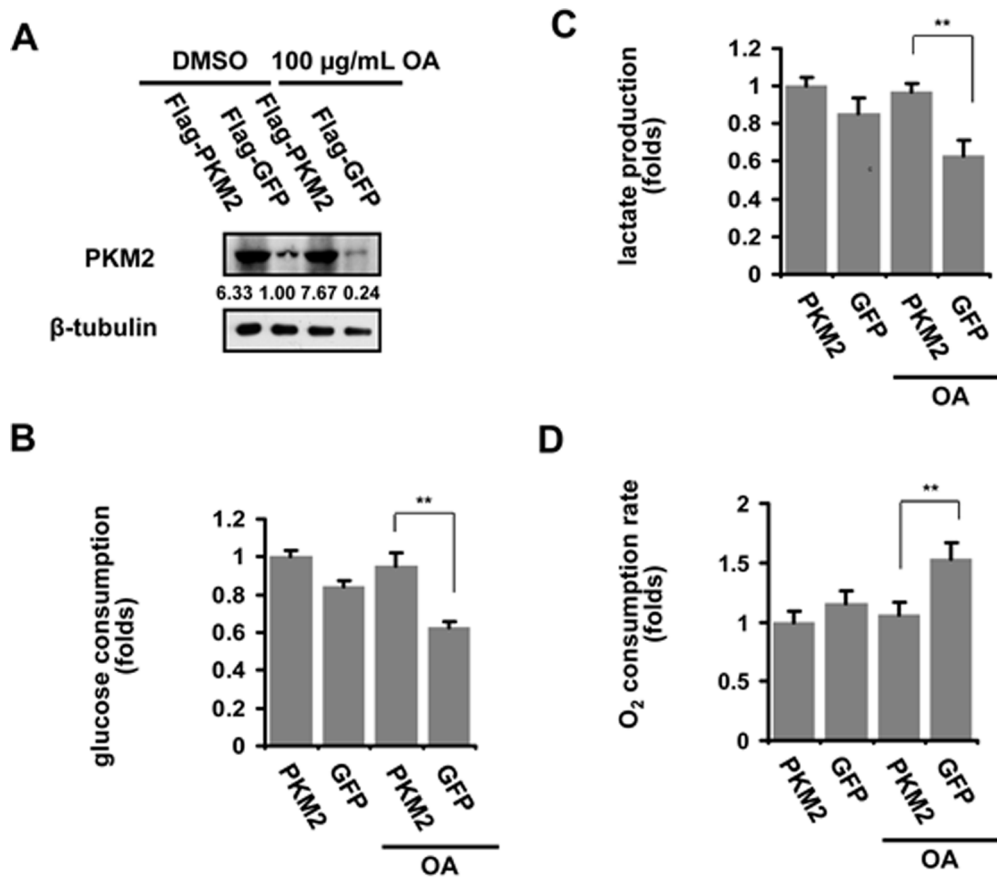 A
DMSO 100 µg/mL OA
Flag-PKM2
Flag-GFP
Flag-PKM2
Flag-GFP
PKM2
6.33 1.00 7.67 0.24
β-tubulin
B
glucose consumption
(folds)
**
1.2
1
0.8
0.6
0.4
0.2
0
PKM2
GFP
PKM2
GFP
OA
C
lactate production
(folds)
**
1.2
1
0.8
0.6
0.4
0.2
0
PKM2
GFP
PKM2
GFP
OA
D
O₂ consumption rate
(folds)
**
2
1.5
1
0.5
0
PKM2
GFP
PKM2
GFP
OA